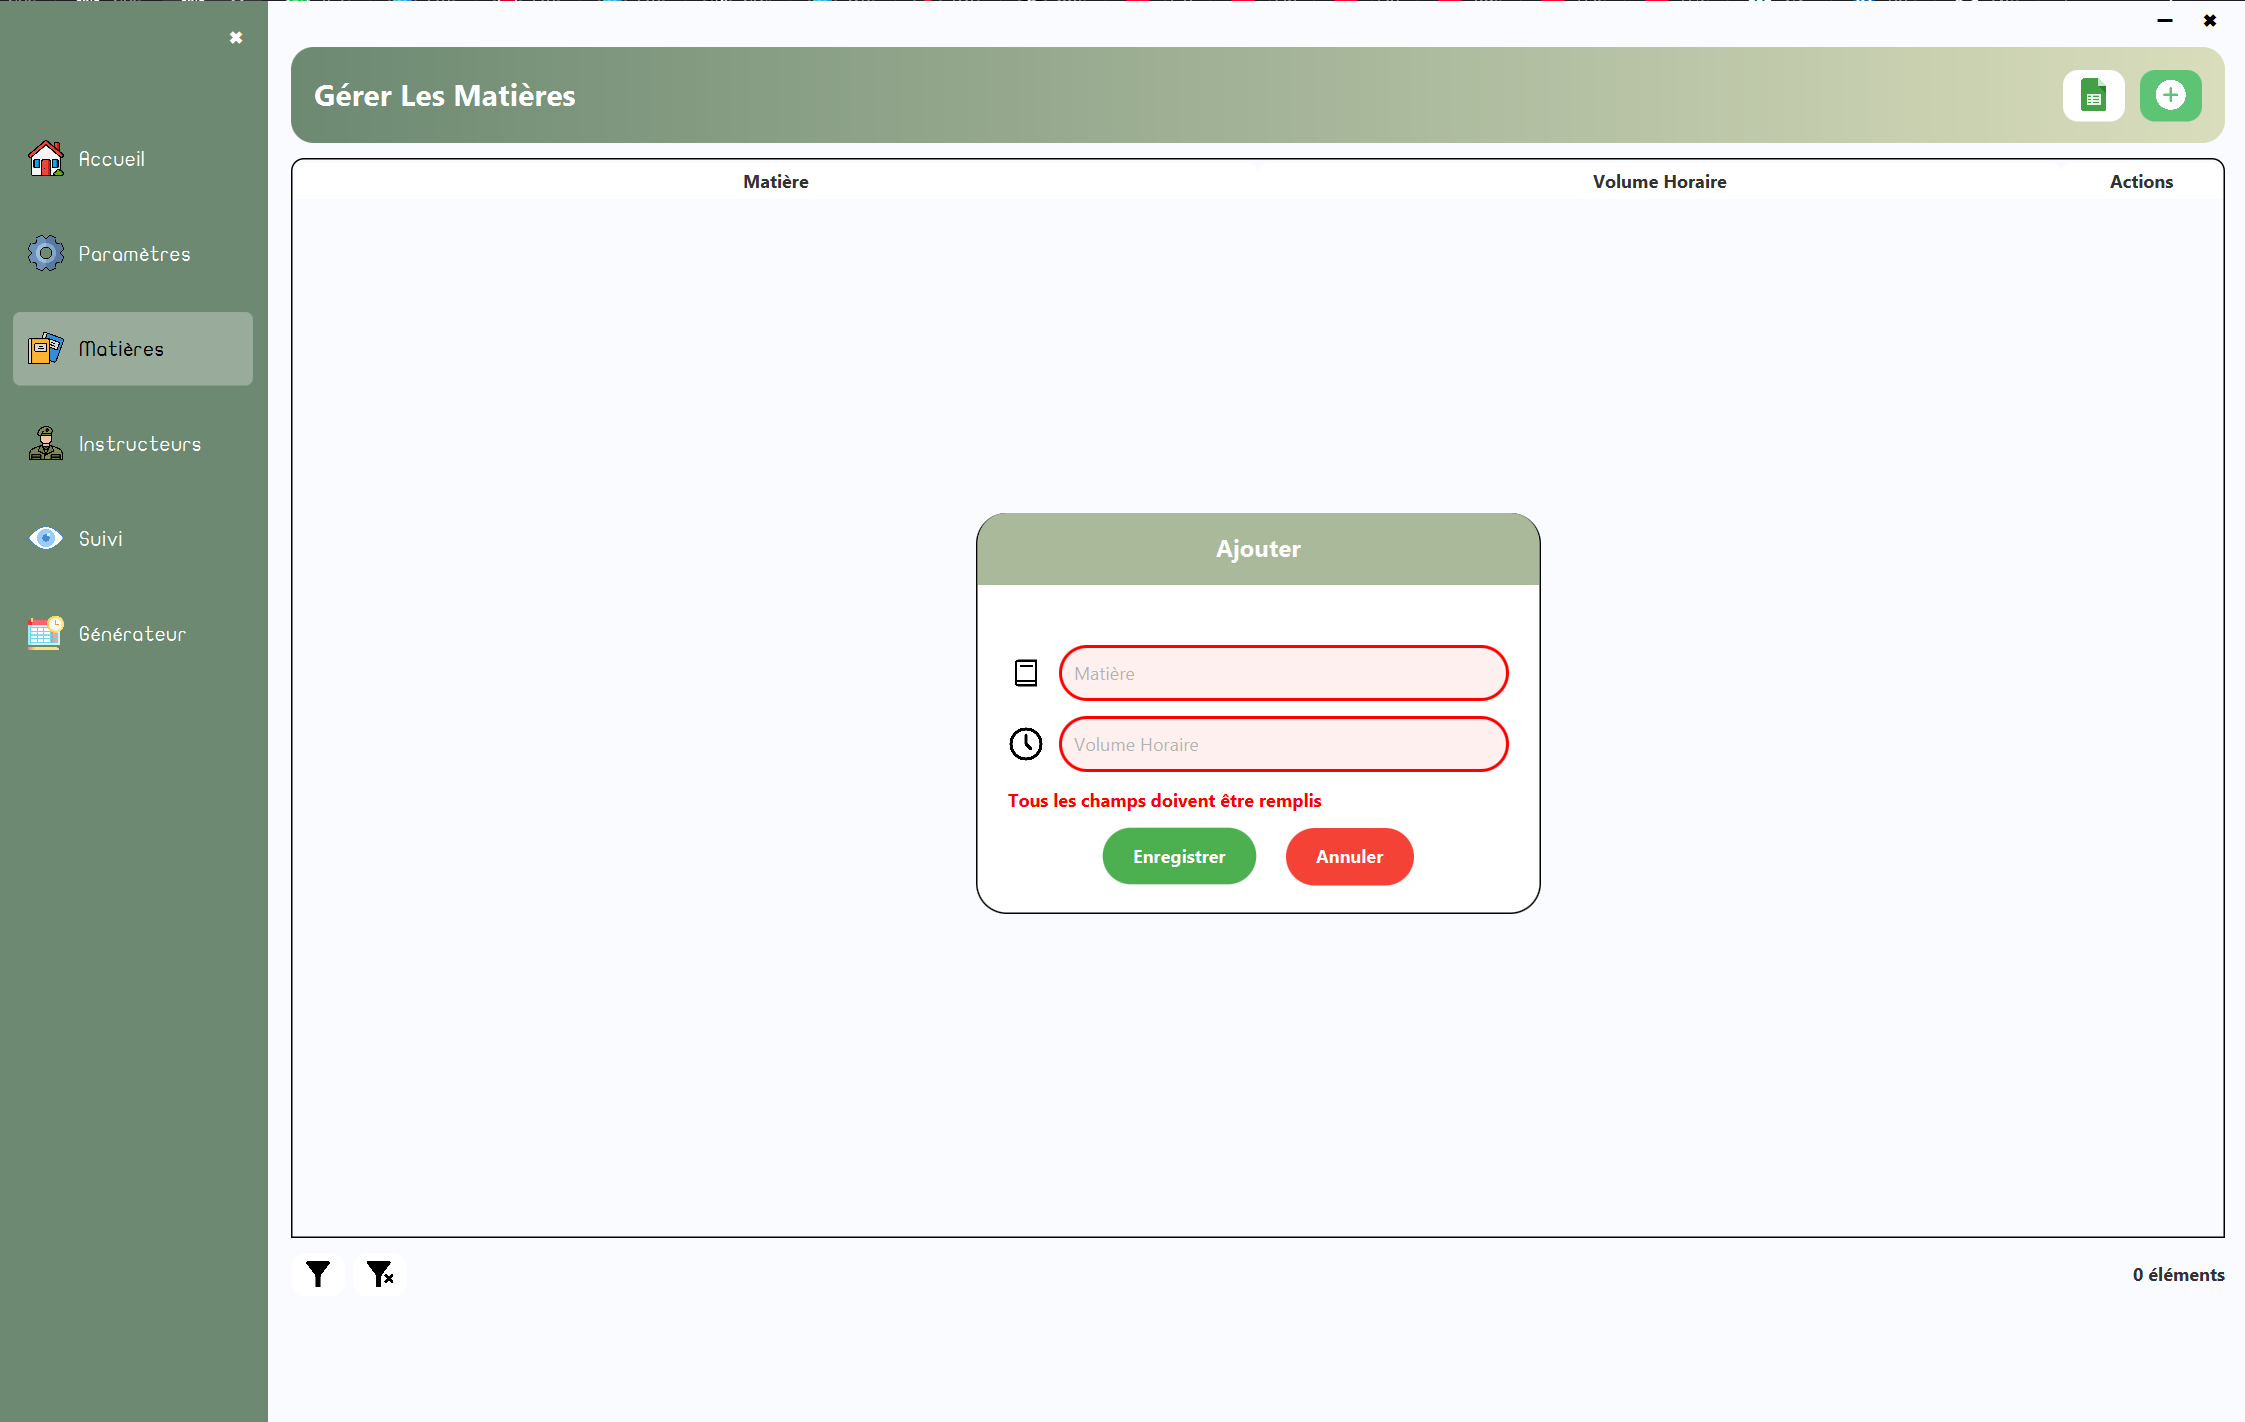 Accueil
Paramètres
Matières
Instructeurs
Suivi
Générateur
Gérer Les Matières
Matière Volume Horaire Actions
Ajouter
Matière
Volume Horaire
Tous les champs doivent être remplis
Enregistrer Annuler
0 éléments